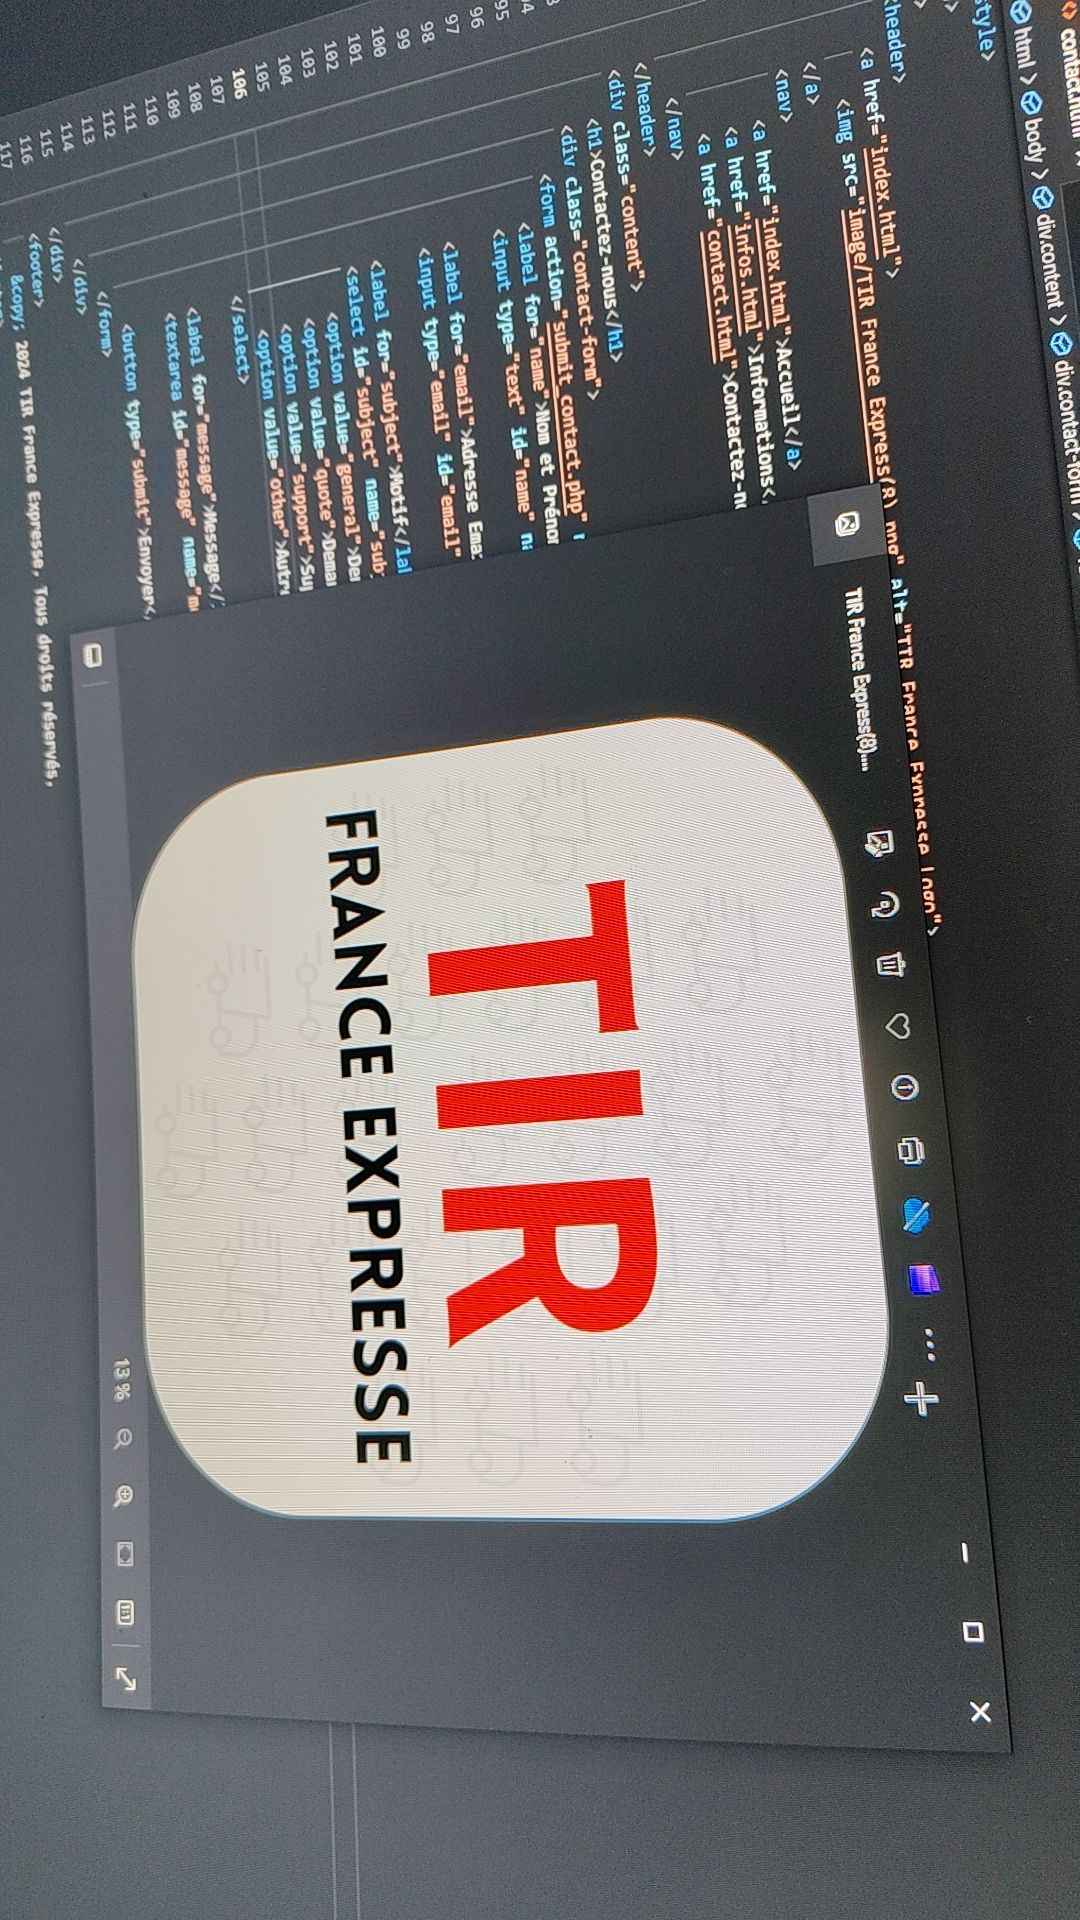 contact.html
html > body > div.content > div.contact-form >
style>
<header>
<a href="index.html">
<img src="image/TIR France Expresse(8).png" alt="TIR France Expresse Logo">
</a>
<nav>
<a href="index.html">Accueil</a>
<a href="infos.html">Informations<
<a href="contact.html">Contactez-n
</nav>
</header>
<div class="content">
<h1>Contactez-nous</h1>
<div class="contact-form">
<form action="submit_contact.php"
<label for="name">Nom et Prénom
<input type="text" id="name" na
<label for="email">Adresse Ema
<input type="email" id="email"
<label for="subject">Motif</lab
<select id="subject" name="sub
<option value="general">De
<option value="quote">Dema
<option value="support">Sup
<option value="other">Autr
</select>
<label for="message">Message</
<textarea id="message" name="m
<button type="submit">Envoyer<
</form>
</div>
</div>
<footer>
&copy; 2024 TIR France Expresse, Tous droits réservés,
95
96
97
98
99
100
101
102
103
104
105
106
107
108
109
110
111
112
113
114
115
116
117
TIR France Express(8)....
TIR
FRANCE EXPRESSE
13 %